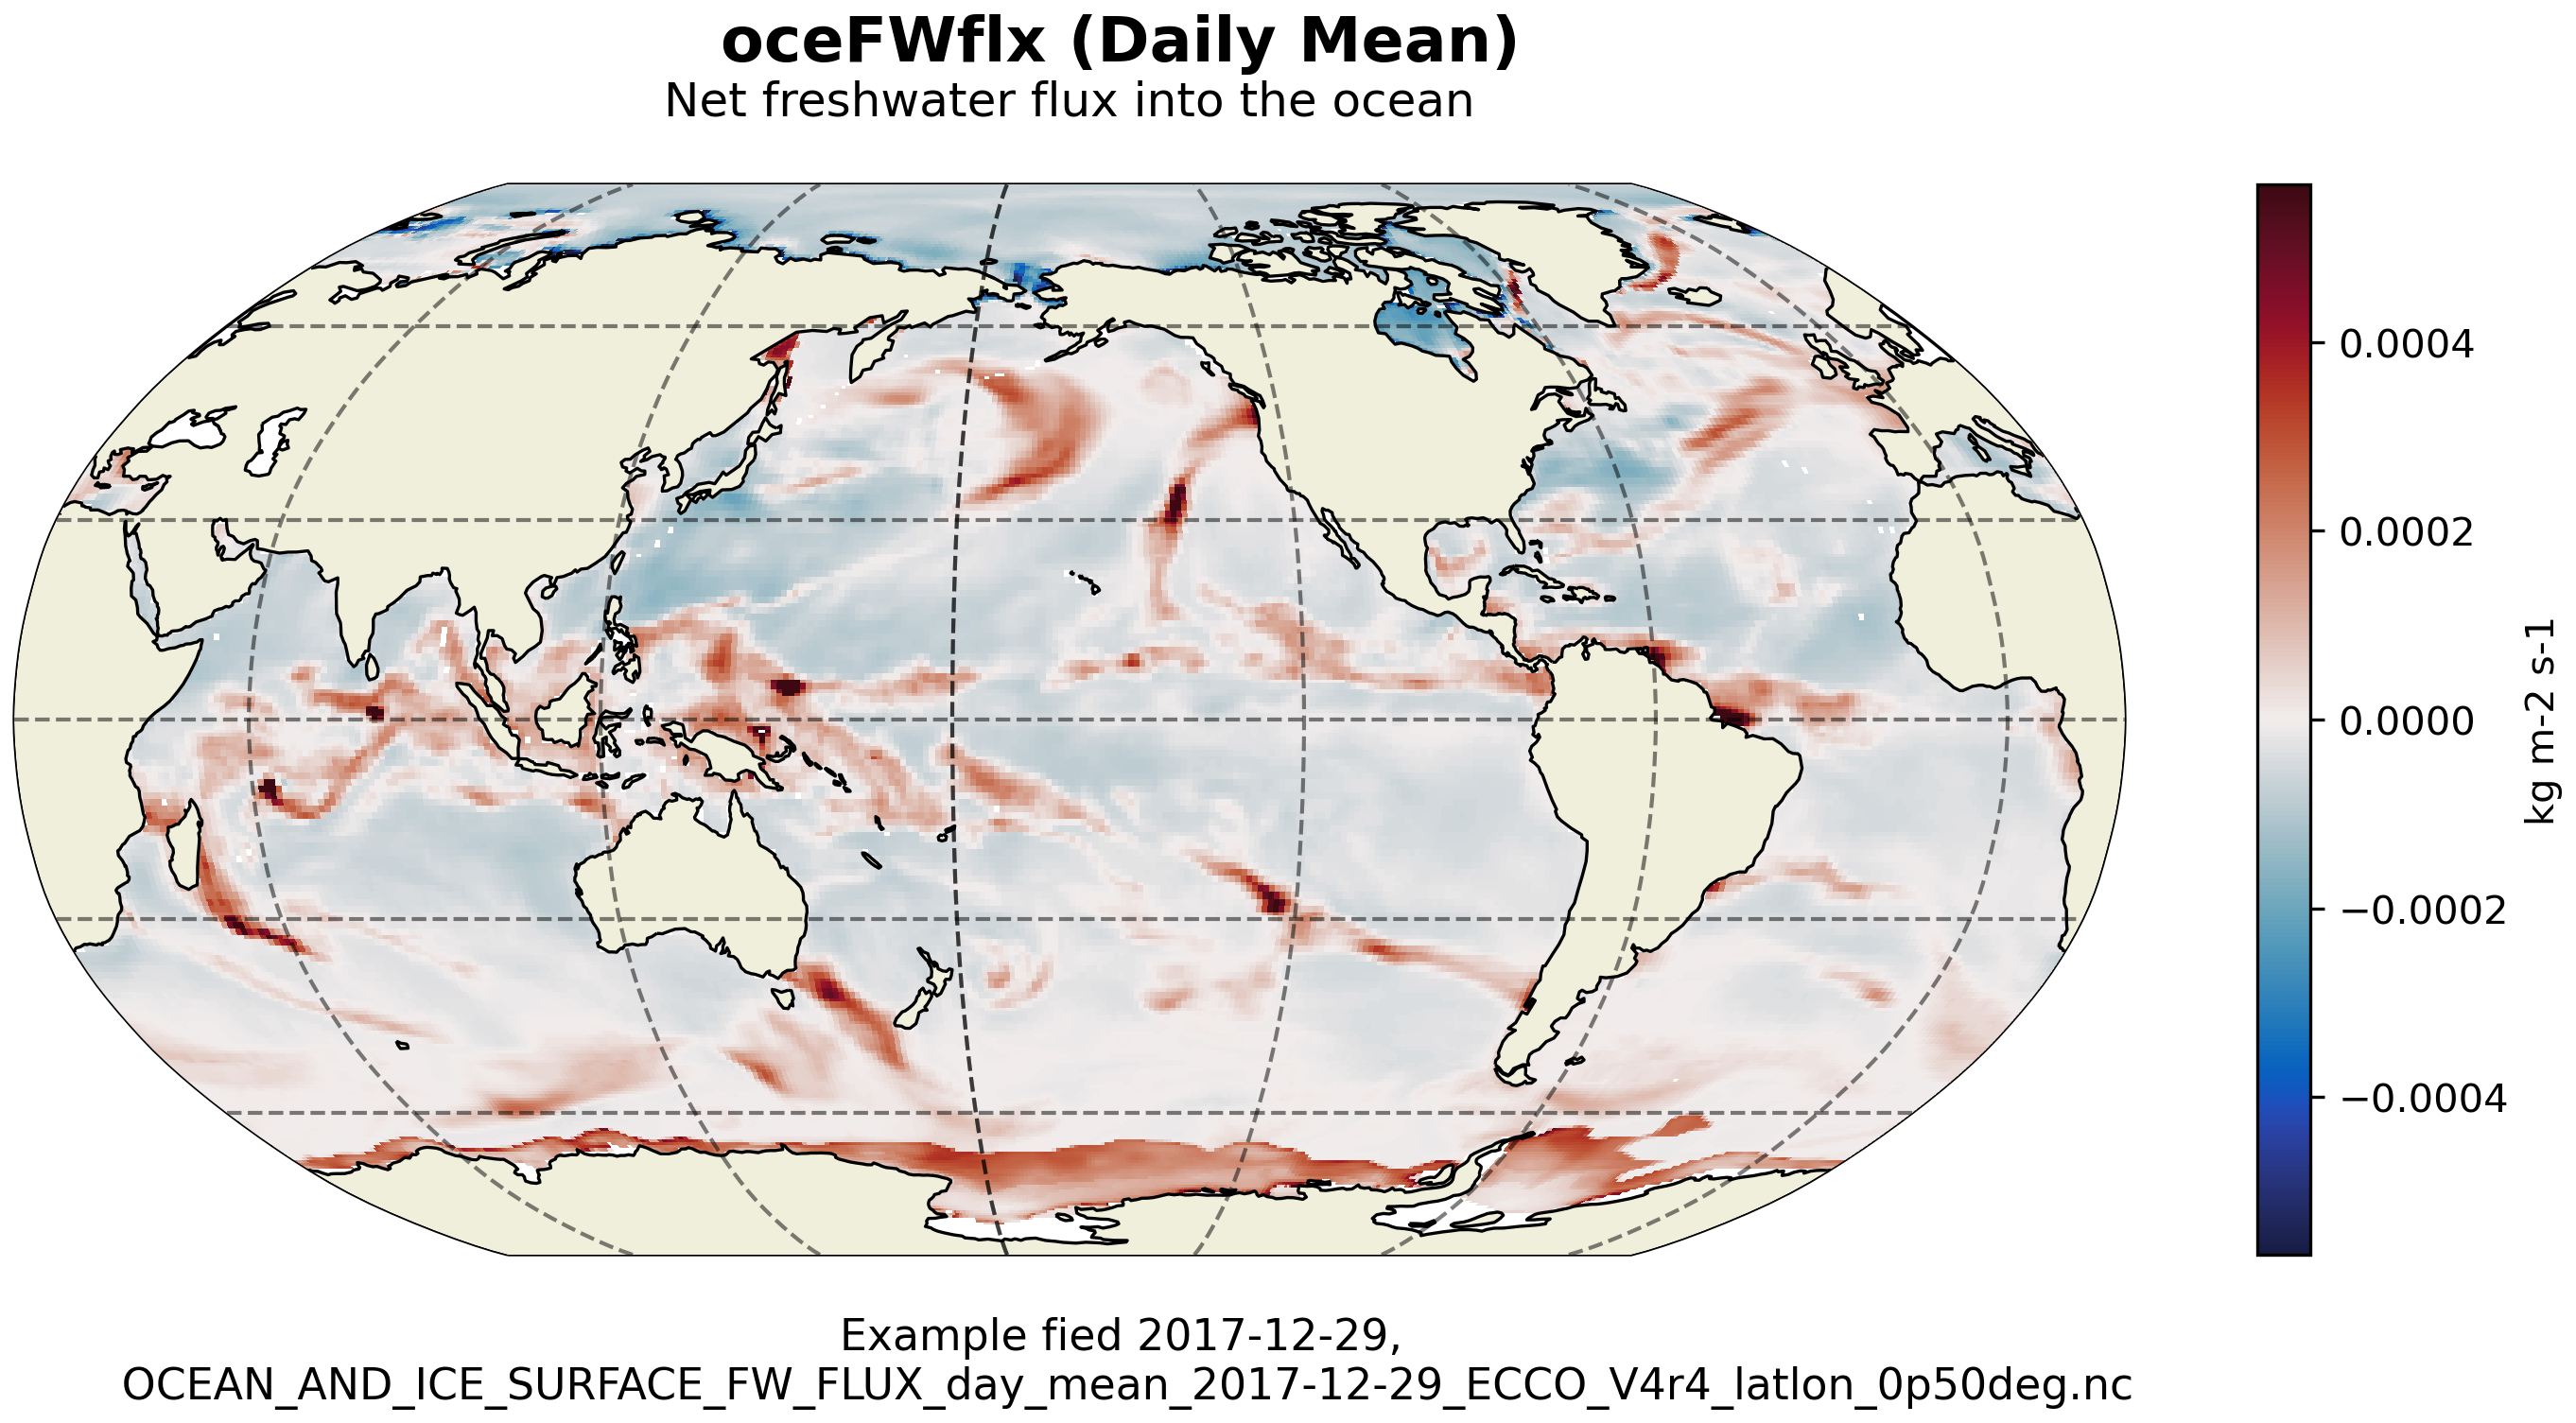 oceFWflx (Daily Mean)
Net freshwater flux into the ocean
0.0004
0.0002
0.0000
−0.0002
−0.0004
kg m-2 s-1
Example fied 2017-12-29,
OCEAN_AND_ICE_SURFACE_FW_FLUX_day_mean_2017-12-29_ECCO_V4r4_latlon_0p50deg.nc